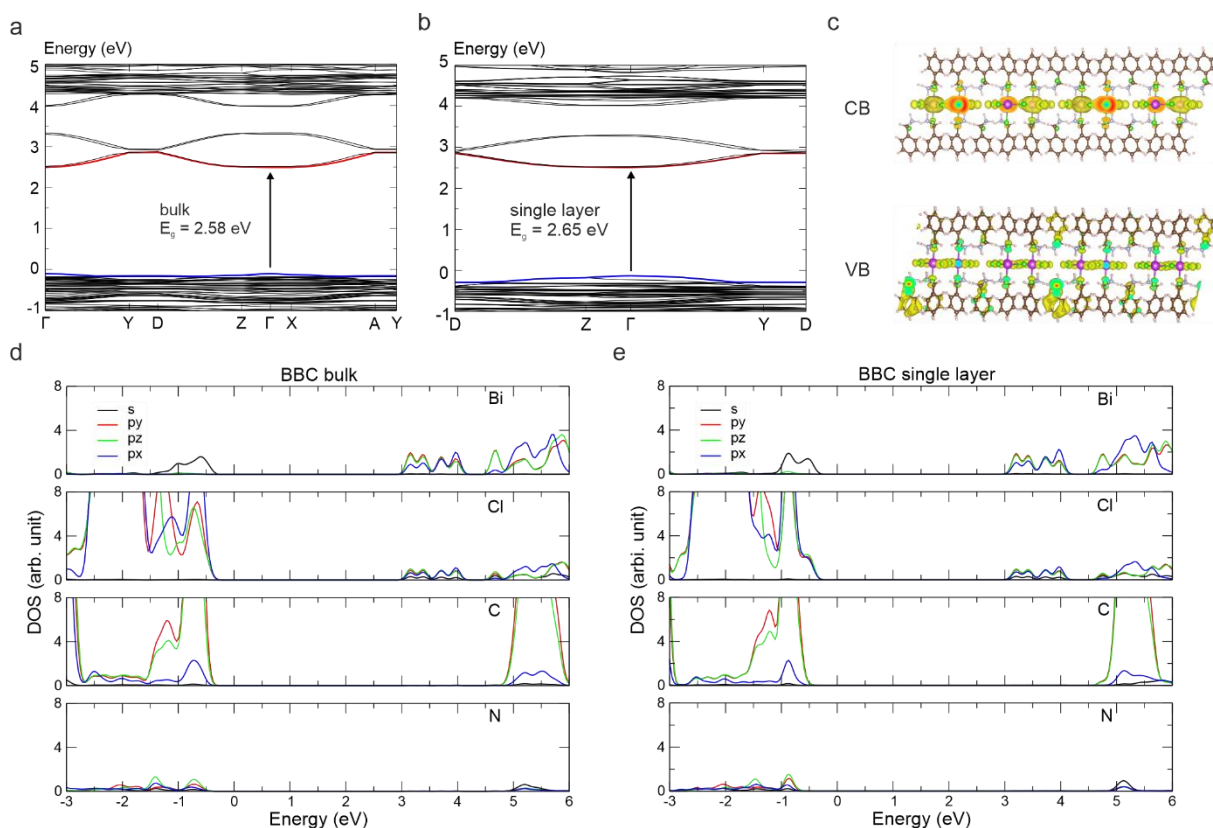 a
Energy (eV)
5
4
3
2
1
0
-1
bulk
Eg = 2.58 eV
Γ Y D Z Γ X A Y
b
Energy (eV)
5
4
3
2
1
0
-1
single layer
Eg = 2.65 eV
D Z Γ Y D
c
CB
VB
d
BBC bulk
DOS (arb. unit)
8
4
0
s
py
pz
px
Bi
8
4
0
Cl
8
4
0
C
8
4
0
N
-3 -2 -1 0 1 2 3 4 5 6
Energy (eV)
e
BBC single layer
DOS (arbi. unit)
8
4
0
s
py
pz
px
Bi
8
4
0
Cl
8
4
0
C
8
4
0
N
-3 -2 -1 0 1 2 3 4 5 6
Energy (eV)